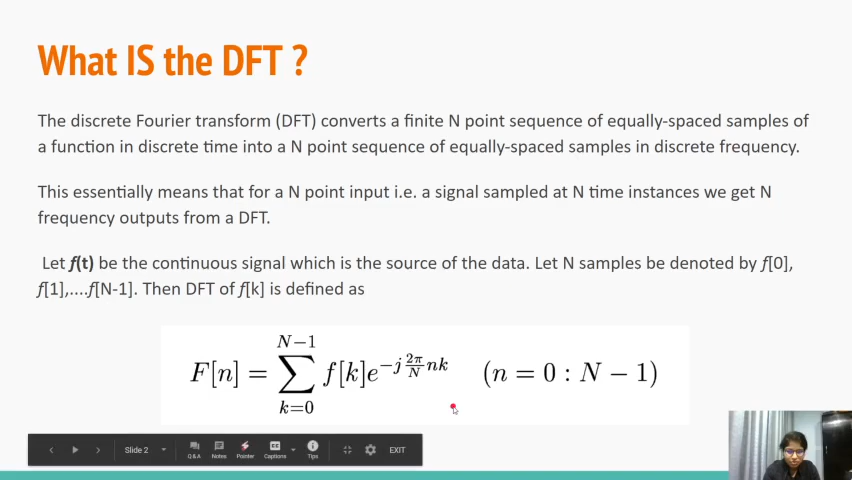 What IS the DFT ?
The discrete Fourier transform (DFT) converts a finite N point sequence of equally-spaced samples of
a function in discrete time into a N point sequence of equally-spaced samples in discrete frequency.
This essentially means that for a N point input i.e. a signal sampled at N time instances we get N
frequency outputs from a DFT.
Let f(t) be the continuous signal which is the source of the data. Let N samples be denoted by f[0],
f[1],....f[N-1]. Then DFT of f[k] is defined as
F[n] = \sum_{k=0}^{N-1} f[k]e^{-j\frac{2\pi}{N}nk} (n = 0 : N − 1)
Slide 2 Q&A Notes Pointer Captions Tips EXIT